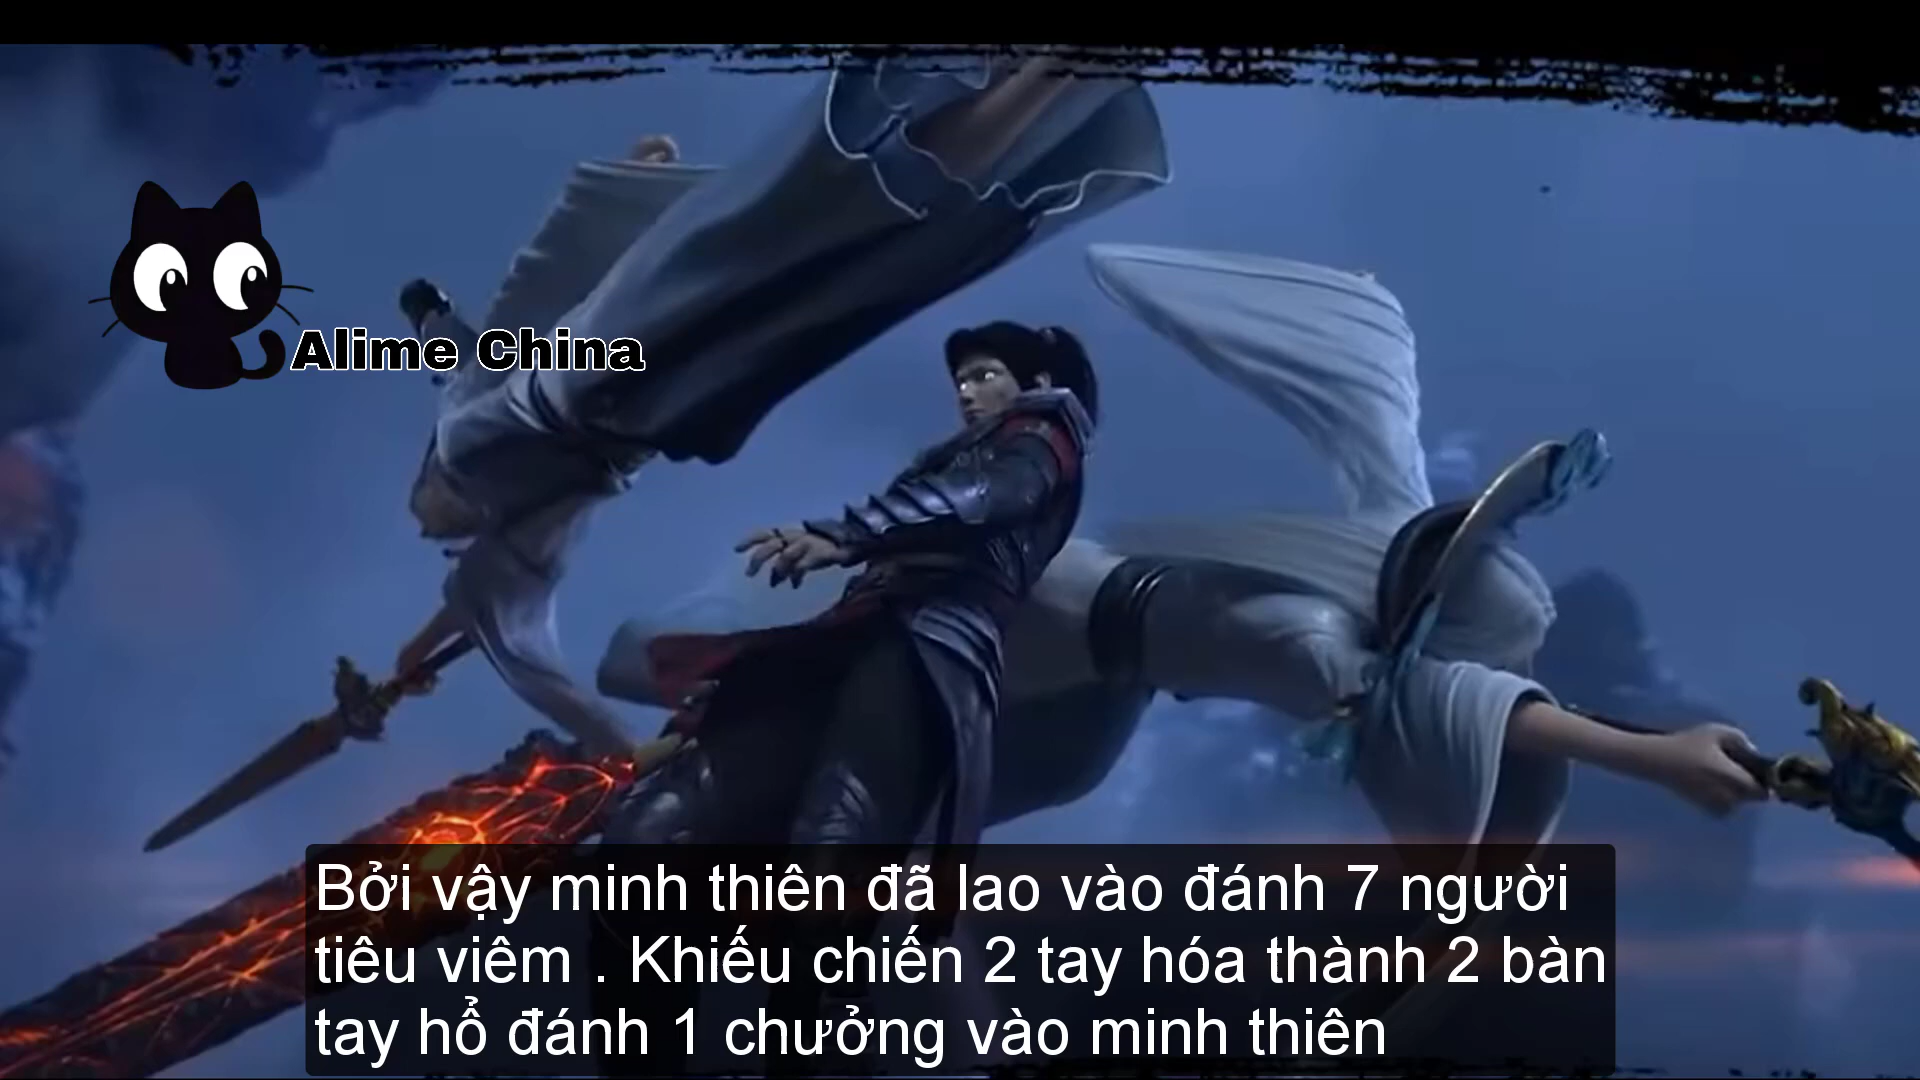 Alime China
Bởi vậy minh thiên đã lao vào đánh 7 người
tiêu viêm . Khiếu chiến 2 tay hóa thành 2 bàn
tay hổ đánh 1 chưởng vào minh thiên